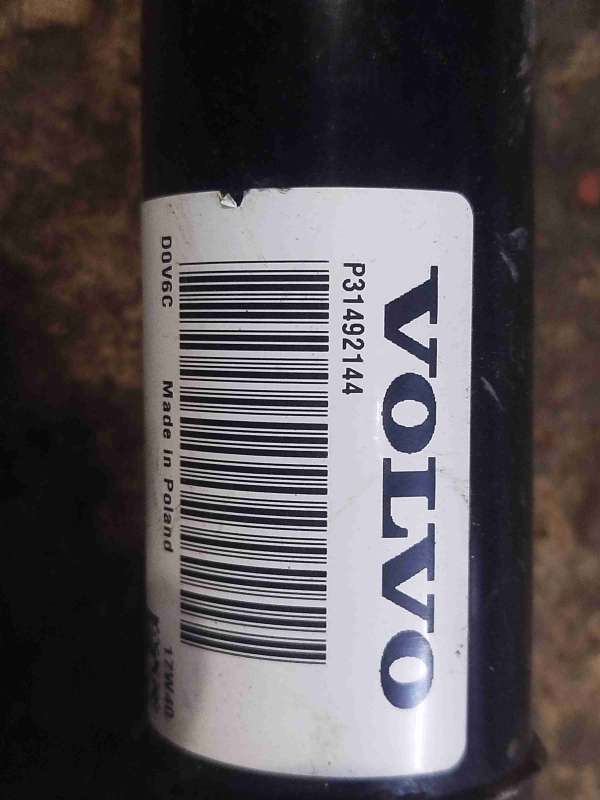 VOLVO
P31492144
D0V6C Made in Poland 17W40